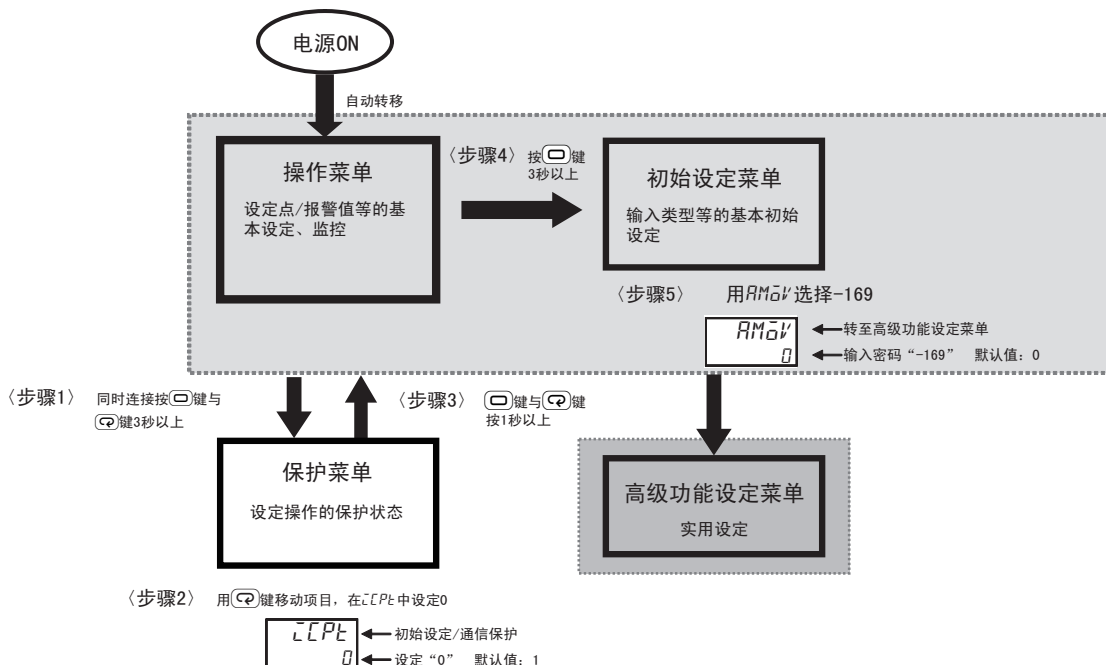 电源ON
自动转移
操作菜单
设定点/报警值等的基
本设定、监控
〈步骤4〉 按键
3秒以上
初始设定菜单
输入类型等的基本初始
设定
〈步骤5〉 用AMoV选择-169
AMoV
转至高级功能设定菜单
0
输入密码“-169” 默认值: 0
〈步骤1〉 同时连接按键与
键3秒以上
〈步骤3〉 键与键
按1秒以上
保护菜单
设定操作的保护状态
高级功能设定菜单
实用设定
〈步骤2〉 用键移动项目, 在ICPt中设定0
ICPt
初始设定/通信保护
0
设定“0” 默认值: 1